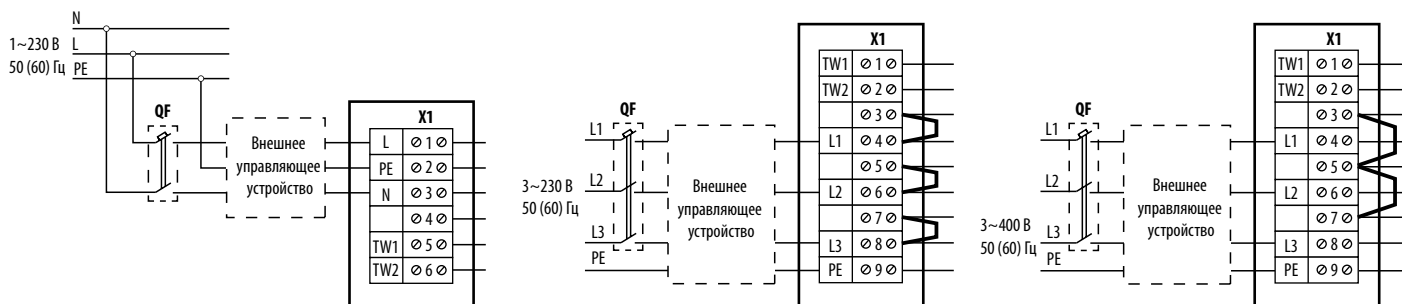 N
1~230 В
L
50 (60) Гц
PE
QF
Внешнее
управляющее
устройство
X1
L 1
PE 2
N 3
4
TW1 5
TW2 6
3~230 В
50 (60) Гц
L1
L2
L3
PE
QF
Внешнее
управляющее
устройство
X1
TW1 1
TW2 2
3
L1 4
5
L2 6
7
L3 8
PE 9
3~400 В
50 (60) Гц
L1
L2
L3
PE
QF
Внешнее
управляющее
устройство
X1
TW1 1
TW2 2
3
L1 4
5
L2 6
7
L3 8
PE 9